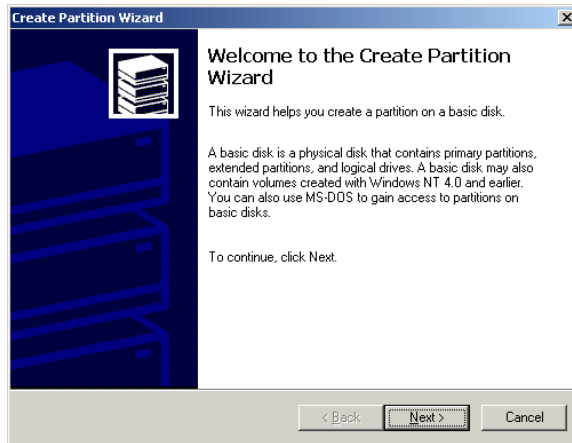 Create Partition Wizard
Welcome to the Create Partition
Wizard
This wizard helps you create a partition on a basic disk.
A basic disk is a physical disk that contains primary partitions,
extended partitions, and logical drives. A basic disk may also
contain volumes created with Windows NT 4.0 and earlier.
You can also use MS-DOS to gain access to partitions on
basic disks.
To continue, click Next.
< Back Next > Cancel